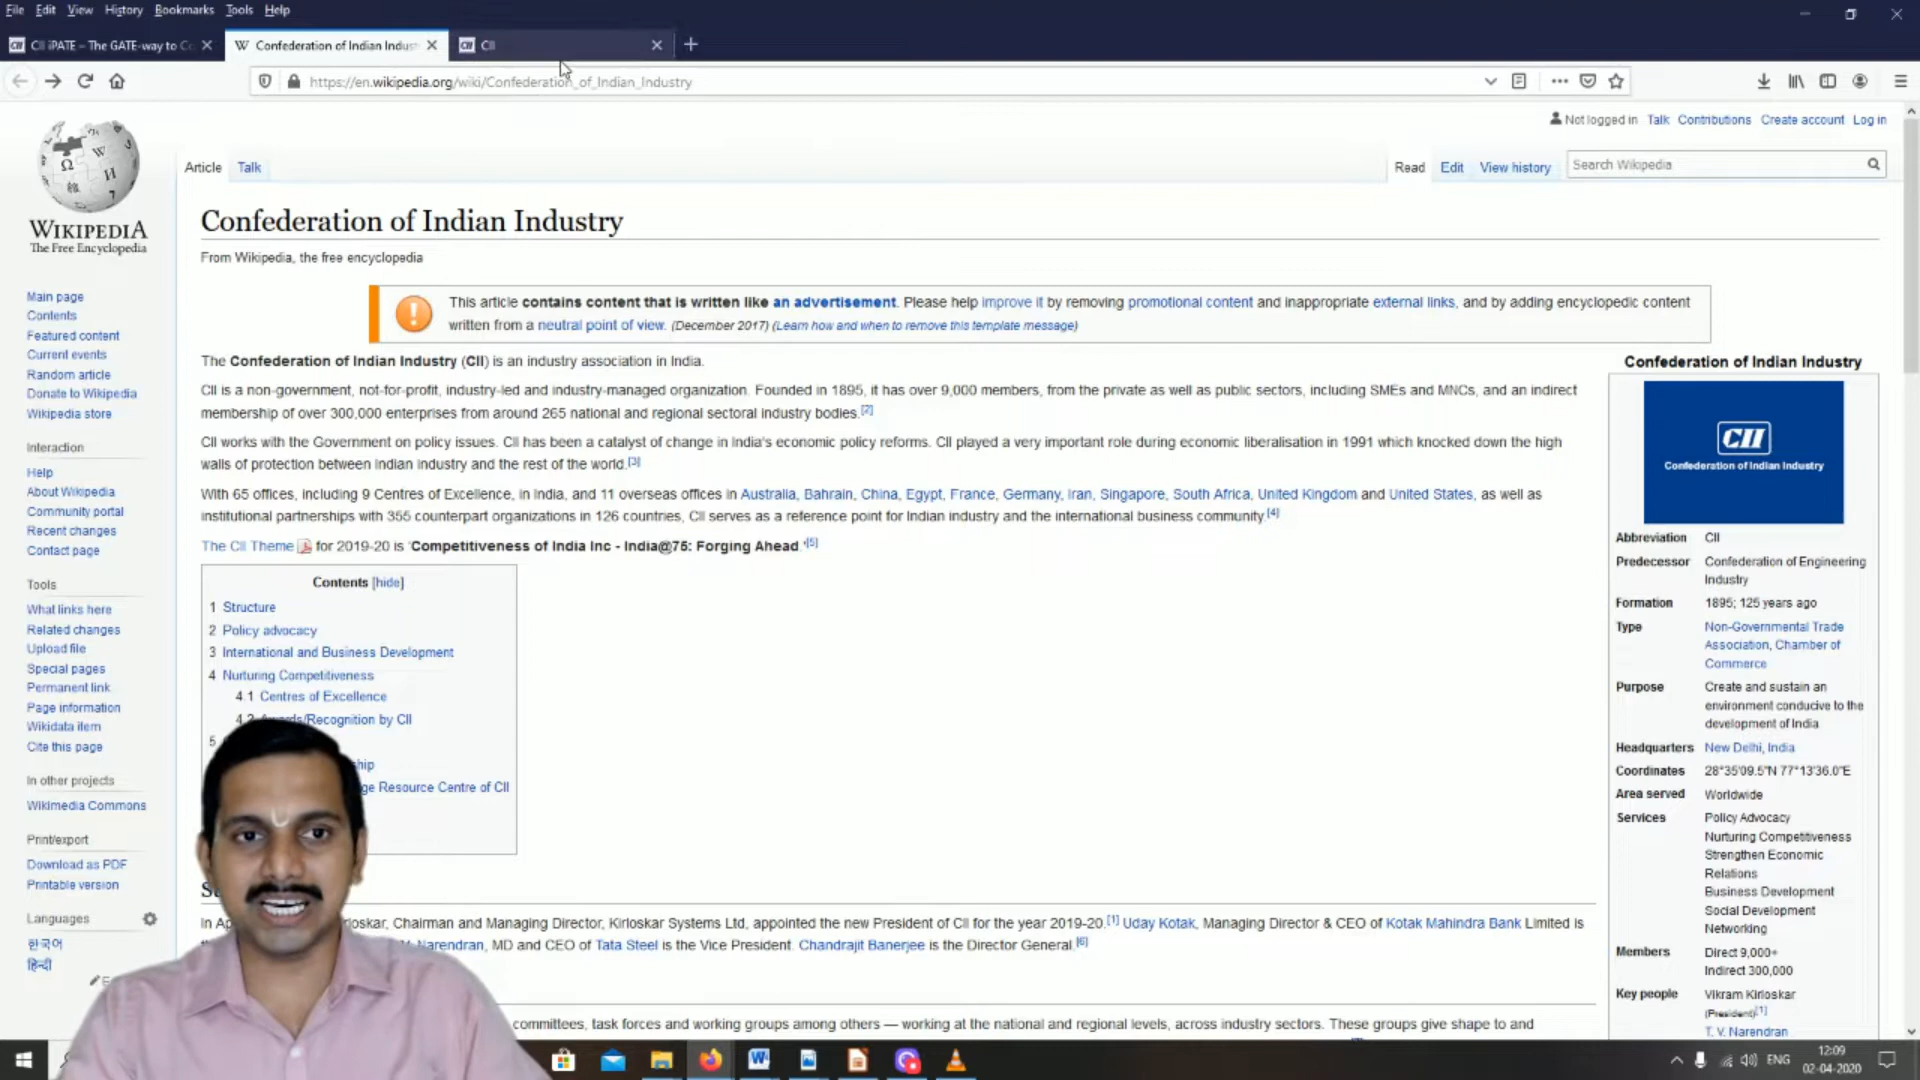 File Edit View History Bookmarks Tools Help
CII iPATE – The GATE-way to Co
Confederation of Indian Indust
CII
https://en.wikipedia.org/wiki/Confederation_of_Indian_Industry
Not logged in Talk Contributions Create account Log in
Article Talk
Read Edit View history
Search Wikipedia
WIKIPEDIA
The Free Encyclopedia
Main page
Contents
Featured content
Current events
Random article
Donate to Wikipedia
Wikipedia store
Interaction
Help
About Wikipedia
Community portal
Recent changes
Contact page
Tools
What links here
Related changes
Upload file
Special pages
Permanent link
Page information
Wikidata item
Cite this page
In other projects
Wikimedia Commons
Print/export
Download as PDF
Printable version
Languages
한국어
हिन्दी
Confederation of Indian Industry
From Wikipedia, the free encyclopedia
This article contains content that is written like an advertisement. Please help improve it by removing promotional content and inappropriate external links, and by adding encyclopedic content
written from a neutral point of view. (December 2017) (Learn how and when to remove this template message)
The Confederation of Indian Industry (CII) is an industry association in India.
CII is a non-government, not-for-profit, industry-led and industry-managed organization. Founded in 1895, it has over 9,000 members, from the private as well as public sectors, including SMEs and MNCs, and an indirect
membership of over 300,000 enterprises from around 265 national and regional sectoral industry bodies.[2]
CII works with the Government on policy issues. CII has been a catalyst of change in India's economic policy reforms. CII played a very important role during economic liberalisation in 1991 which knocked down the high
walls of protection between Indian industry and the rest of the world.[3]
With 65 offices, including 9 Centres of Excellence, in India, and 11 overseas offices in Australia, Bahrain, China, Egypt, France, Germany, Iran, Singapore, South Africa, United Kingdom and United States, as well as
institutional partnerships with 355 counterpart organizations in 126 countries, CII serves as a reference point for Indian industry and the international business community.[4]
The CII Theme for 2019-20 is 'Competitiveness of India Inc - India@75: Forging Ahead.'[5]
Contents [hide]
1 Structure
2 Policy advocacy
3 International and Business Development
4 Nurturing Competitiveness
4.1 Centres of Excellence
4.2 Awards/Recognition by CII
5
ship
ge Resource Centre of CII
In Ap loskar, Chairman and Managing Director, Kirloskar Systems Ltd, appointed the new President of CII for the year 2019-20.[1] Uday Kotak, Managing Director & CEO of Kotak Mahindra Bank Limited is
Narendran, MD and CEO of Tata Steel is the Vice President. Chandrajit Banerjee is the Director General.[6]
committees, task forces and working groups among others — working at the national and regional levels, across industry sectors. These groups give shape to and
Confederation of Indian Industry
CII
Confederation of Indian Industry
Abbreviation CII
Predecessor Confederation of Engineering
Industry
Formation 1895; 125 years ago
Type Non-Governmental Trade
Association, Chamber of
Commerce
Purpose Create and sustain an
environment conducive to the
development of India
Headquarters New Delhi, India
Coordinates 28°35′09.5″N 77°13′36.0″E
Area served Worldwide
Services Policy Advocacy
Nurturing Competitiveness
Strengthen Economic
Relations
Business Development
Social Development
Networking
Members Direct 9,000+
Indirect 300,000
Key people Vikram Kirloskar
(President)[1]
T. V. Narendran
ENG
12:09
02-04-2020